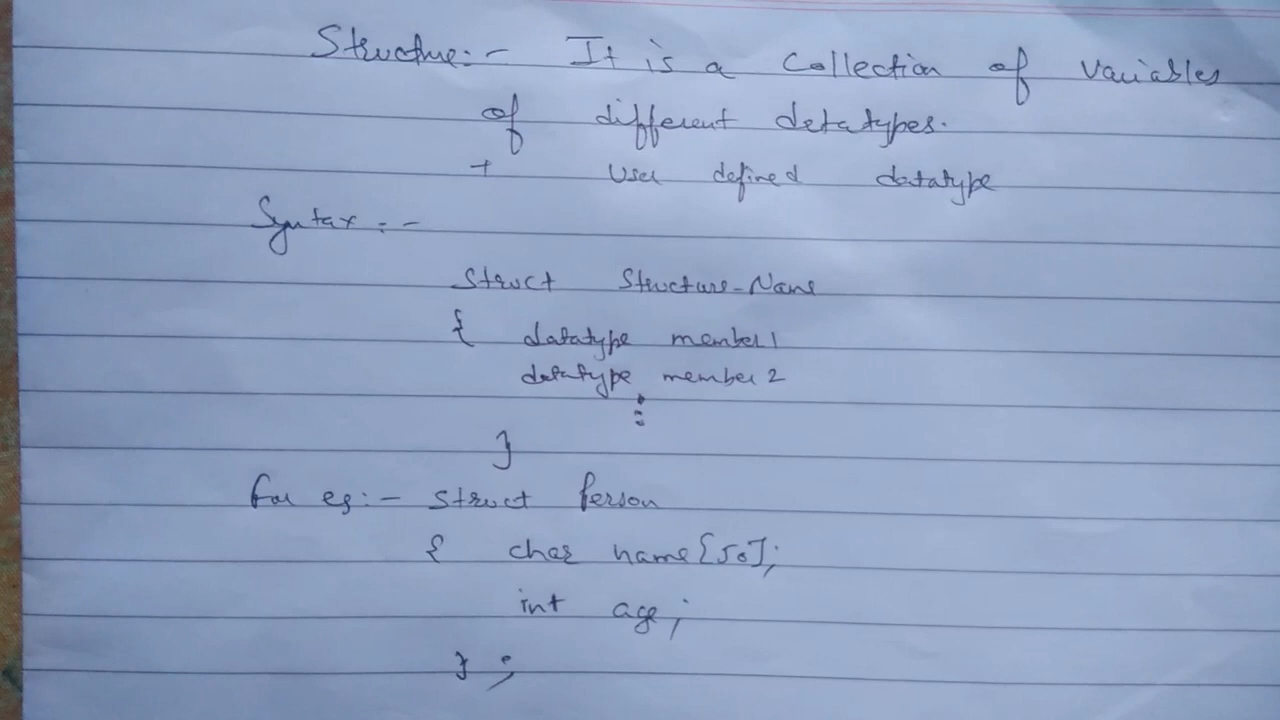 Structure:- It is a collection of variables
of different datatypes.
+ User defined datatype
Syntax:-
Struct Structure-Name
{ datatype member1
datatype member2
⋮
}
For eg:- struct Person
{ char name[50];
int age;
};